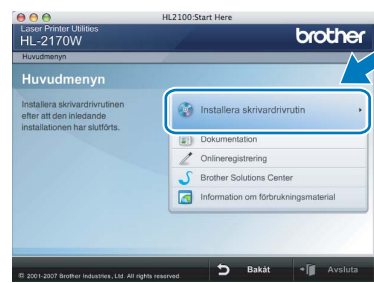 HL2100:Start Here
Laser Printer Utilities
HL-2170W
brother
Huvudmenyn
Huvudmenyn
Installera skrivardrivrutinen
efter att den inledande
installationen har slutförts.
Installera skrivardrivrutin
Dokumentation
Onlineregistrering
Brother Solutions Center
Information om förbrukningsmaterial
© 2001-2007 Brother Industries, Ltd. All rights reserved
Bakåt
Avsluta